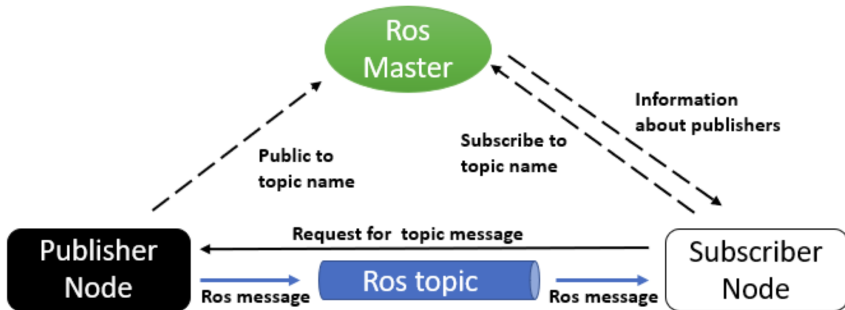 Ros
Master
Information
about publishers
Subscribe to
topic name
Public to
topic name
Request for topic message
Publisher
Node
Ros message
Ros topic
Ros message
Subscriber
Node